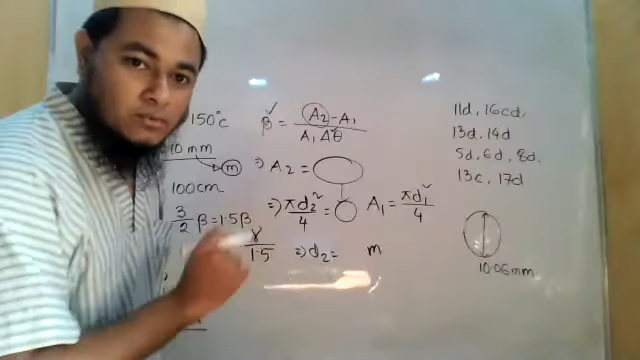 150°c
10 mm
m
100cm
3/2 β = 1.5β
γ/1.5
β = A₂ - A₁ / A₁ Δθ
⇒ A₂ =
⇒ πd₂²/4 =
A₁ = πd₁²/4
⇒ d₂ = m
11d, 16cd,
13d, 14d
5d, 6d, 8d,
13c, 17d
10.06mm